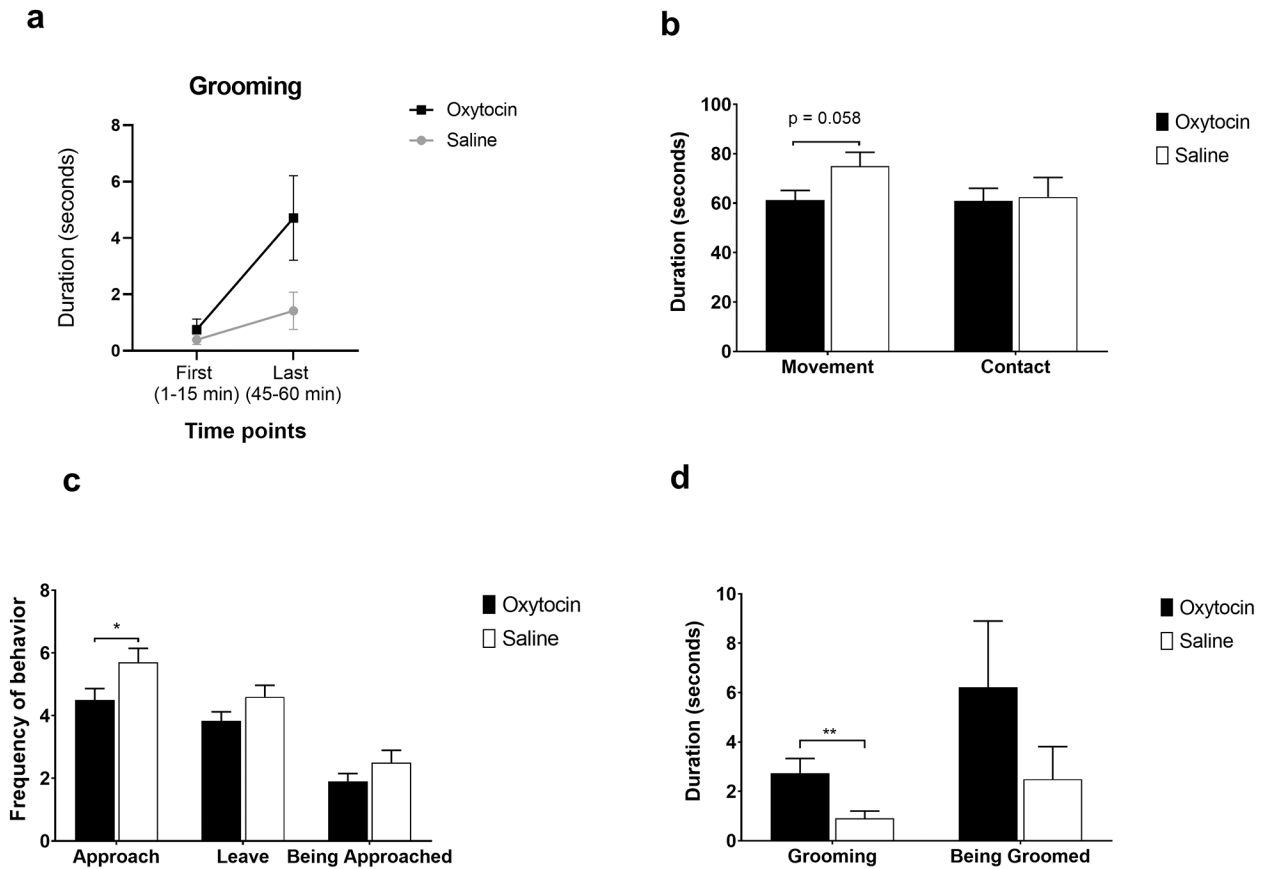 a
Grooming
Oxytocin
Saline
Duration (seconds)
8
6
4
2
0
First
(1-15 min)
Last
(45-60 min)
Time points
b
p = 0.058
Oxytocin
Saline
Duration (seconds)
100
80
60
40
20
0
Movement
Contact
c
Oxytocin
Saline
Frequency of behavior
8
6
4
2
0
*
Approach
Leave
Being Approached
d
Oxytocin
Saline
Duration (seconds)
10
8
6
4
2
0
**
Grooming
Being Groomed